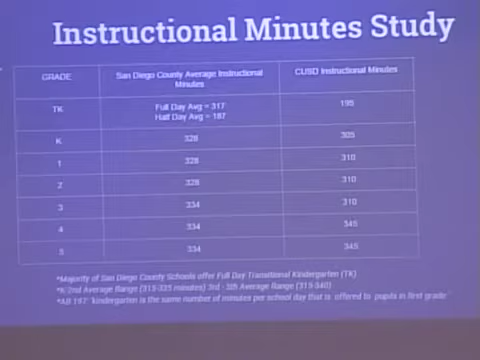 Instructional Minutes Study
GRADE San Diego County Average Instructional Minutes CUSD Instructional Minutes
TK Full Day Avg = 317 Half Day Avg = 187 195
K 328 305
1 328 310
2 328 310
3 334 310
4 334 345
5 334 345
*Majority of San Diego County Schools offer Full Day Transitional Kindergarten (TK)
*K-2nd Average Range (315-335 minutes) 3rd - 5th Average Range (319-340)
*AB 197 "kindergarten is the same number of minutes per school day that is offered to pupils in first grade"